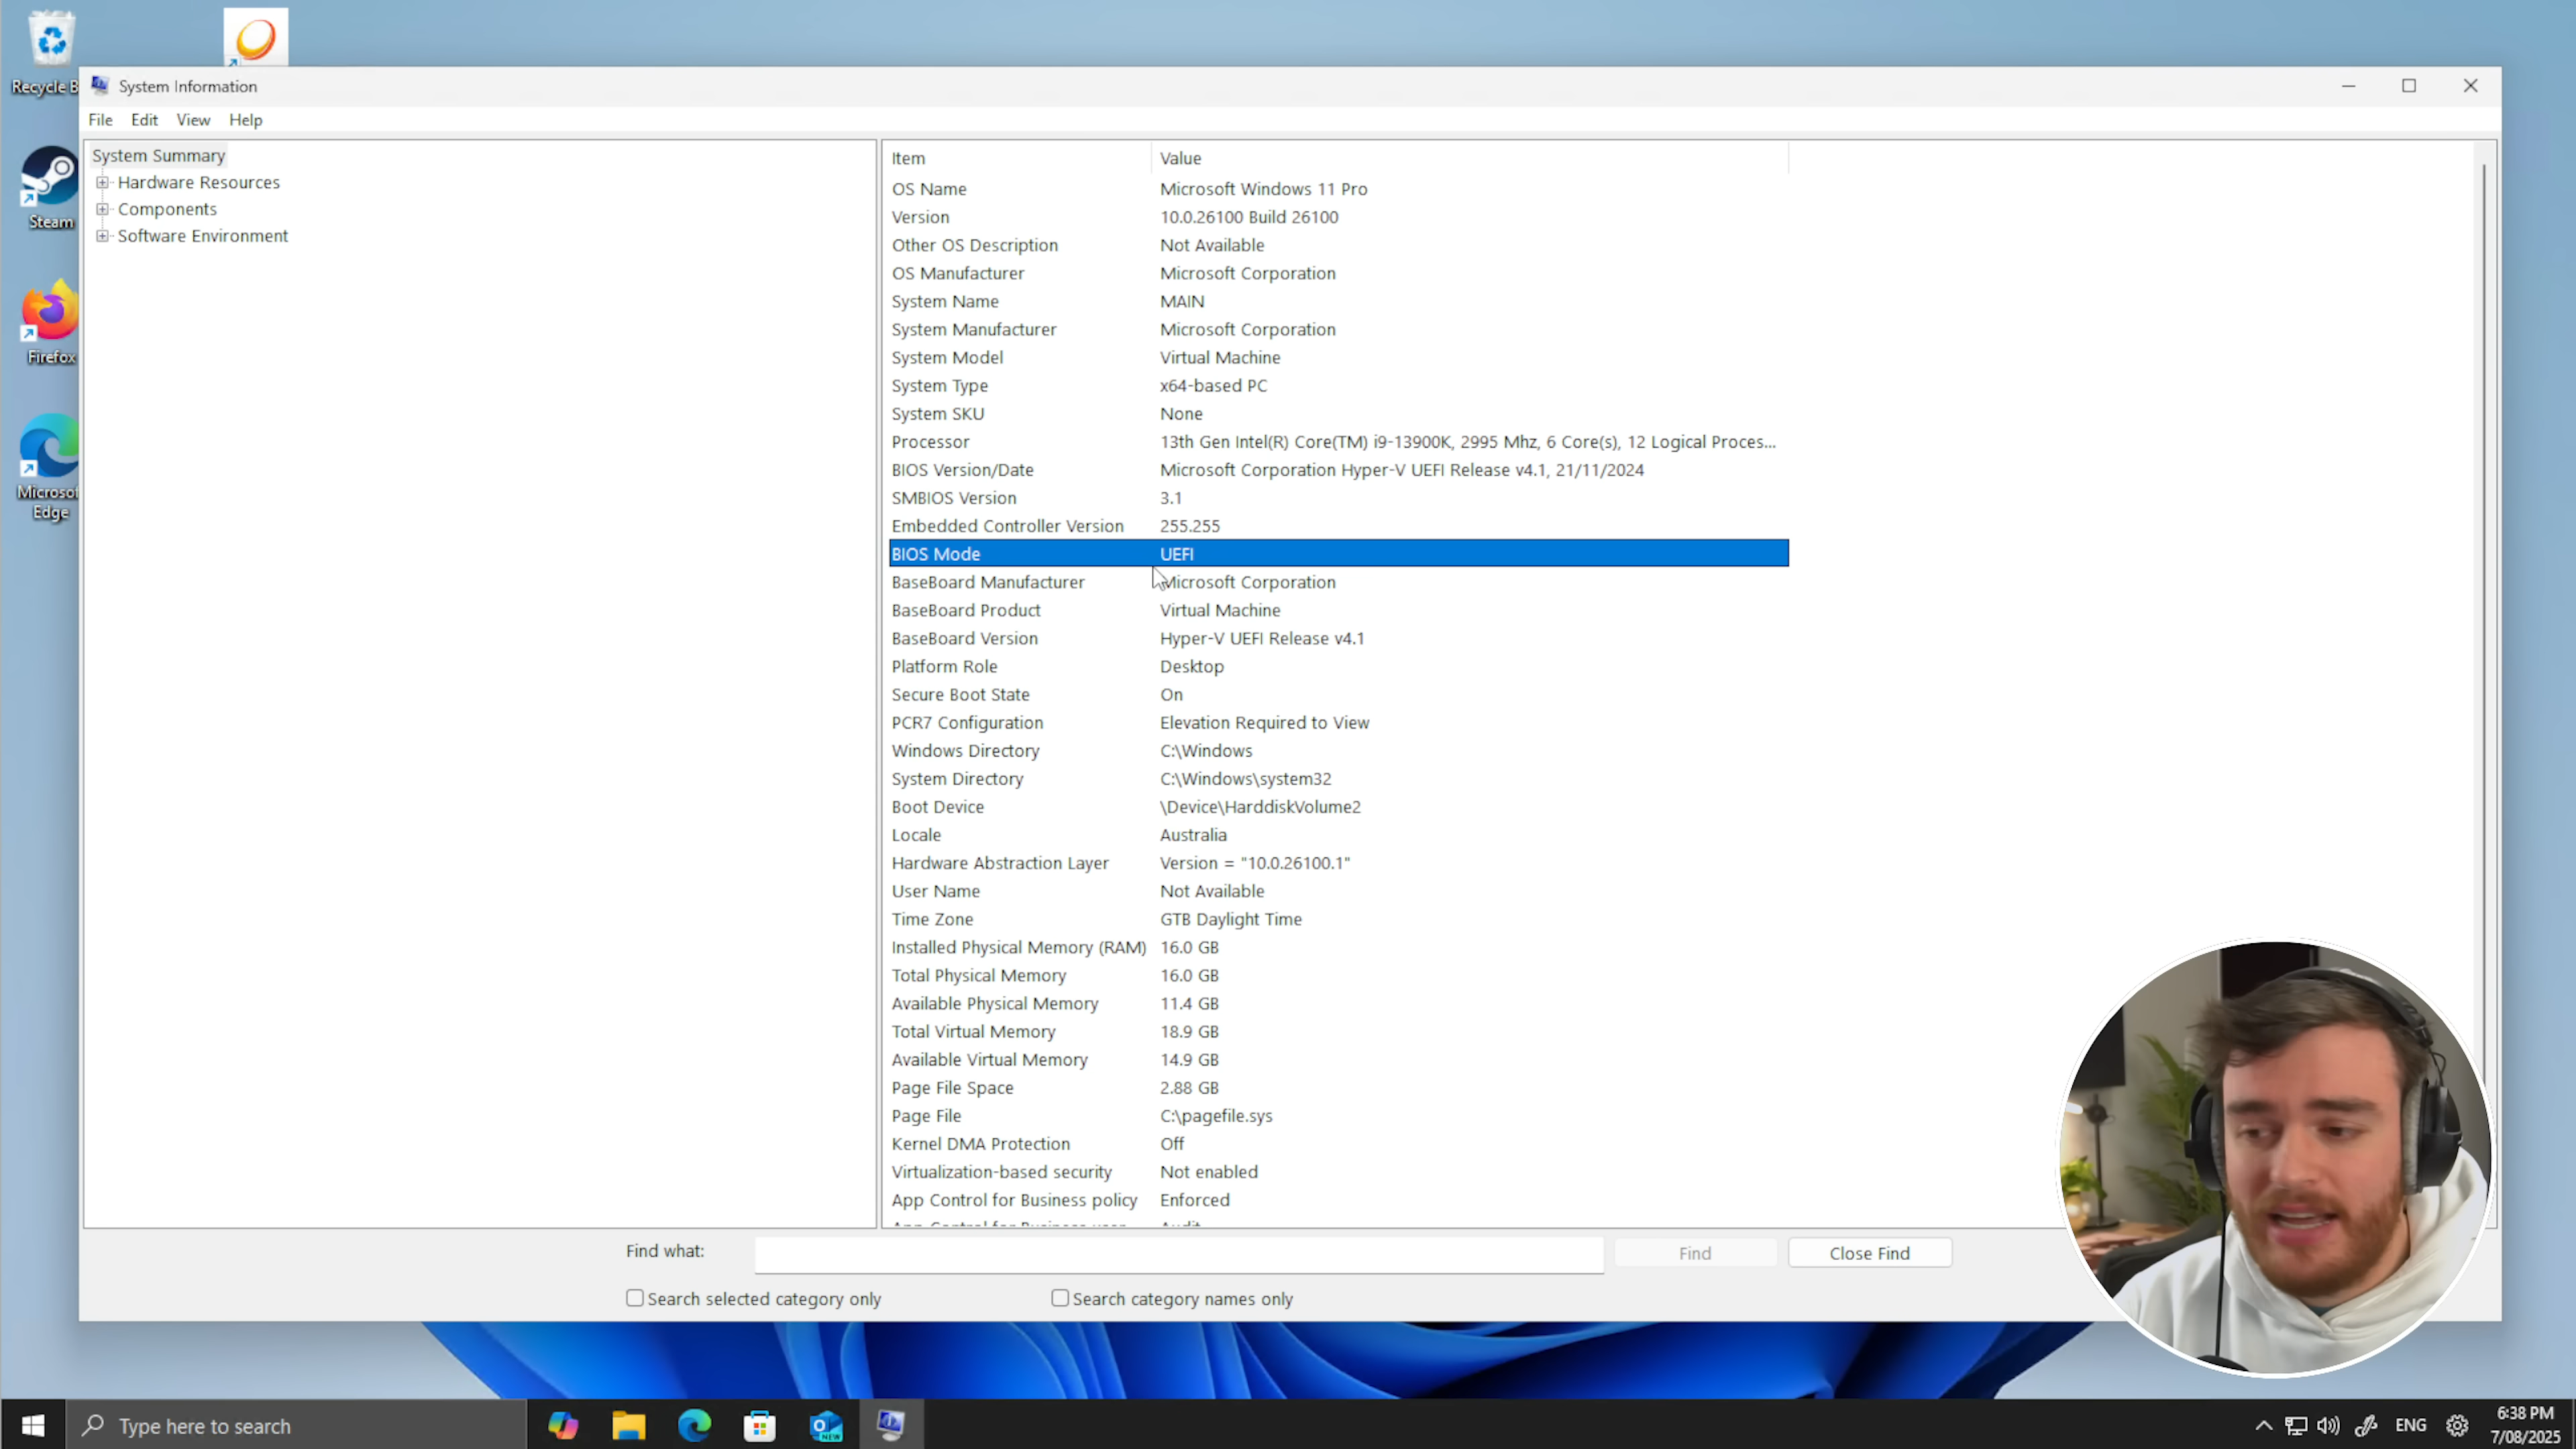 Recycle B
System Information
File Edit View Help
System Summary
Hardware Resources
Components
Software Environment
Steam
Firefox
Microsof
Edge
Item Value
OS Name Microsoft Windows 11 Pro
Version 10.0.26100 Build 26100
Other OS Description Not Available
OS Manufacturer Microsoft Corporation
System Name MAIN
System Manufacturer Microsoft Corporation
System Model Virtual Machine
System Type x64-based PC
System SKU None
Processor 13th Gen Intel(R) Core(TM) i9-13900K, 2995 Mhz, 6 Core(s), 12 Logical Proces...
BIOS Version/Date Microsoft Corporation Hyper-V UEFI Release v4.1, 21/11/2024
SMBIOS Version 3.1
Embedded Controller Version 255.255
BIOS Mode UEFI
BaseBoard Manufacturer Microsoft Corporation
BaseBoard Product Virtual Machine
BaseBoard Version Hyper-V UEFI Release v4.1
Platform Role Desktop
Secure Boot State On
PCR7 Configuration Elevation Required to View
Windows Directory C:\Windows
System Directory C:\Windows\system32
Boot Device \Device\HarddiskVolume2
Locale Australia
Hardware Abstraction Layer Version = "10.0.26100.1"
User Name Not Available
Time Zone GTB Daylight Time
Installed Physical Memory (RAM) 16.0 GB
Total Physical Memory 16.0 GB
Available Physical Memory 11.4 GB
Total Virtual Memory 18.9 GB
Available Virtual Memory 14.9 GB
Page File Space 2.88 GB
Page File C:\pagefile.sys
Kernel DMA Protection Off
Virtualization-based security Not enabled
App Control for Business policy Enforced
Find what: Find Close Find
Search selected category only Search category names only
Type here to search
NEW
ENG
6:38 PM
7/08/2025